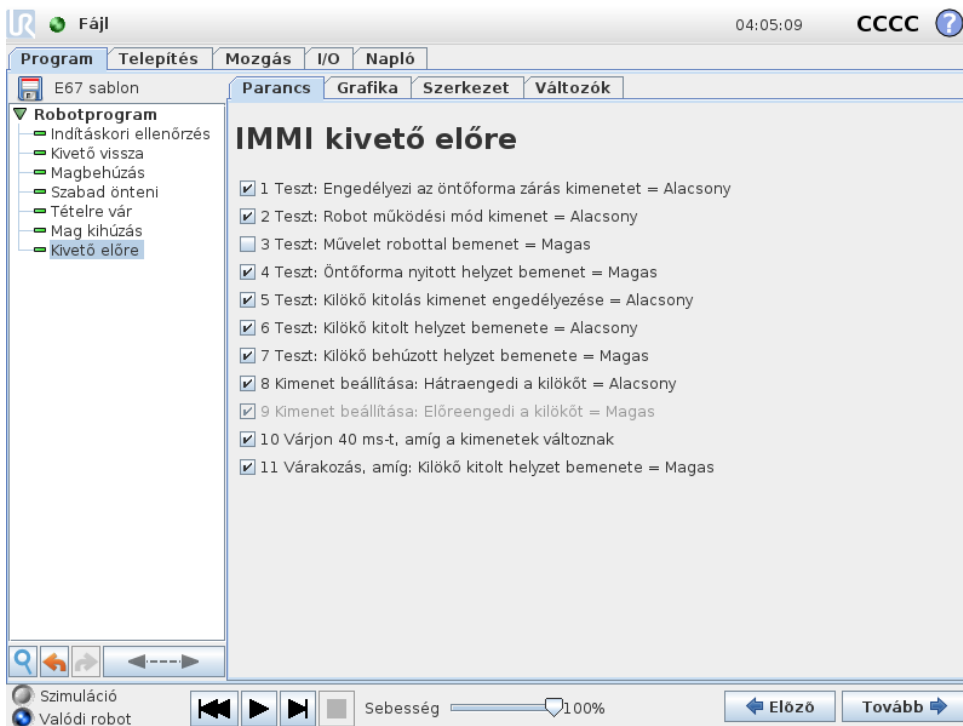 UR Fájl 04:05:09 CCCC ?
Program Telepítés Mozgás I/O Napló
E67 sablon
Parancs Grafika Szerkezet Változók
Robotprogram
Indításkori ellenőrzés
Kivető vissza
Magbehúzás
Szabad önteni
Tételre vár
Mag kihúzás
Kivető előre
IMMI kivető előre
1 Teszt: Engedélyezi az öntőforma zárás kimenetet = Alacsony
2 Teszt: Robot működési mód kimenet = Alacsony
3 Teszt: Művelet robottal bemenet = Magas
4 Teszt: Öntőforma nyitott helyzet bemenet = Magas
5 Teszt: Kilökő kitolás kimenet engedélyezése = Alacsony
6 Teszt: Kilökő kitolt helyzet bemenete = Alacsony
7 Teszt: Kilökő behúzott helyzet bemenete = Magas
8 Kimenet beállítása: Hátraengedi a kilökőt = Alacsony
9 Kimenet beállítása: Előreengedi a kilökőt = Magas
10 Várjon 40 ms-t, amíg a kimenetek változnak
11 Várakozás, amíg: Kilökő kitolt helyzet bemenete = Magas
Szimuláció
Valódi robot
Sebesség 100%
Előző Tovább